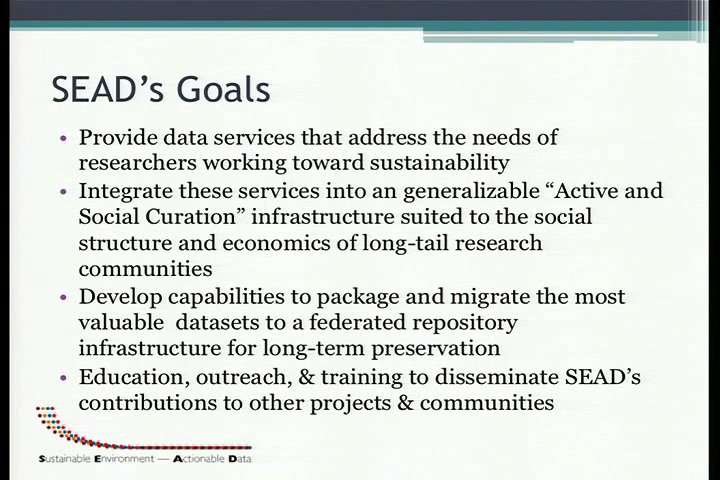 SEAD’s Goals
• Provide data services that address the needs of
researchers working toward sustainability
• Integrate these services into an generalizable “Active and
Social Curation” infrastructure suited to the social
structure and economics of long-tail research
communities
• Develop capabilities to package and migrate the most
valuable datasets to a federated repository
infrastructure for long-term preservation
• Education, outreach, & training to disseminate SEAD’s
contributions to other projects & communities
Sustainable Environment — Actionable Data